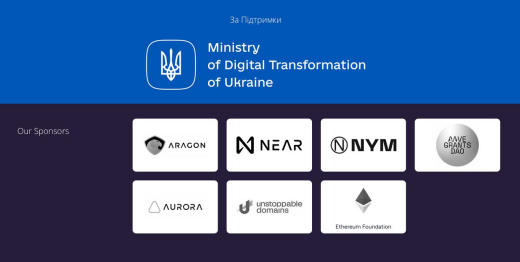 За Підтримки
Ministry
of Digital Transformation
of Ukraine
Our Sponsors
ARAGON
NEAR
NYM
AAVE
GRANTS
DAO
AURORA
unstoppable
domains
Ethereum Foundation